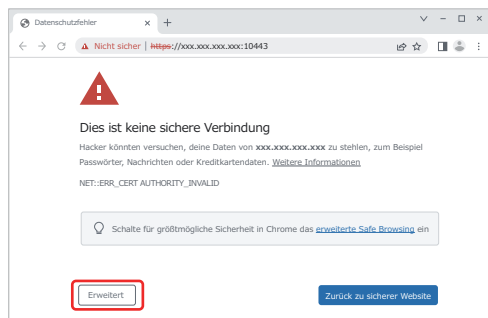 Datenschutzfehler
Nicht sicher | https://xxx.xxx.xxx.xxx:10443
Dies ist keine sichere Verbindung
Hacker könnten versuchen, deine Daten von xxx.xxx.xxx.xxx zu stehlen, zum Beispiel
Passwörter, Nachrichten oder Kreditkartendaten. Weitere Informationen
NET::ERR_CERT AUTHORITY_INVALID
Schalte für größtmögliche Sicherheit in Chrome das erweiterte Safe Browsing ein
Erweitert
Zurück zu sicherer Website